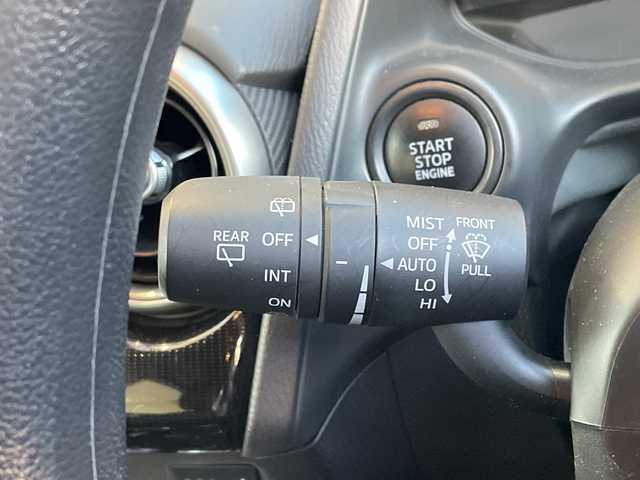 START
STOP
ENGINE
REAR
OFF
INT
ON
MIST
OFF
AUTO
LO
HI
FRONT
PULL